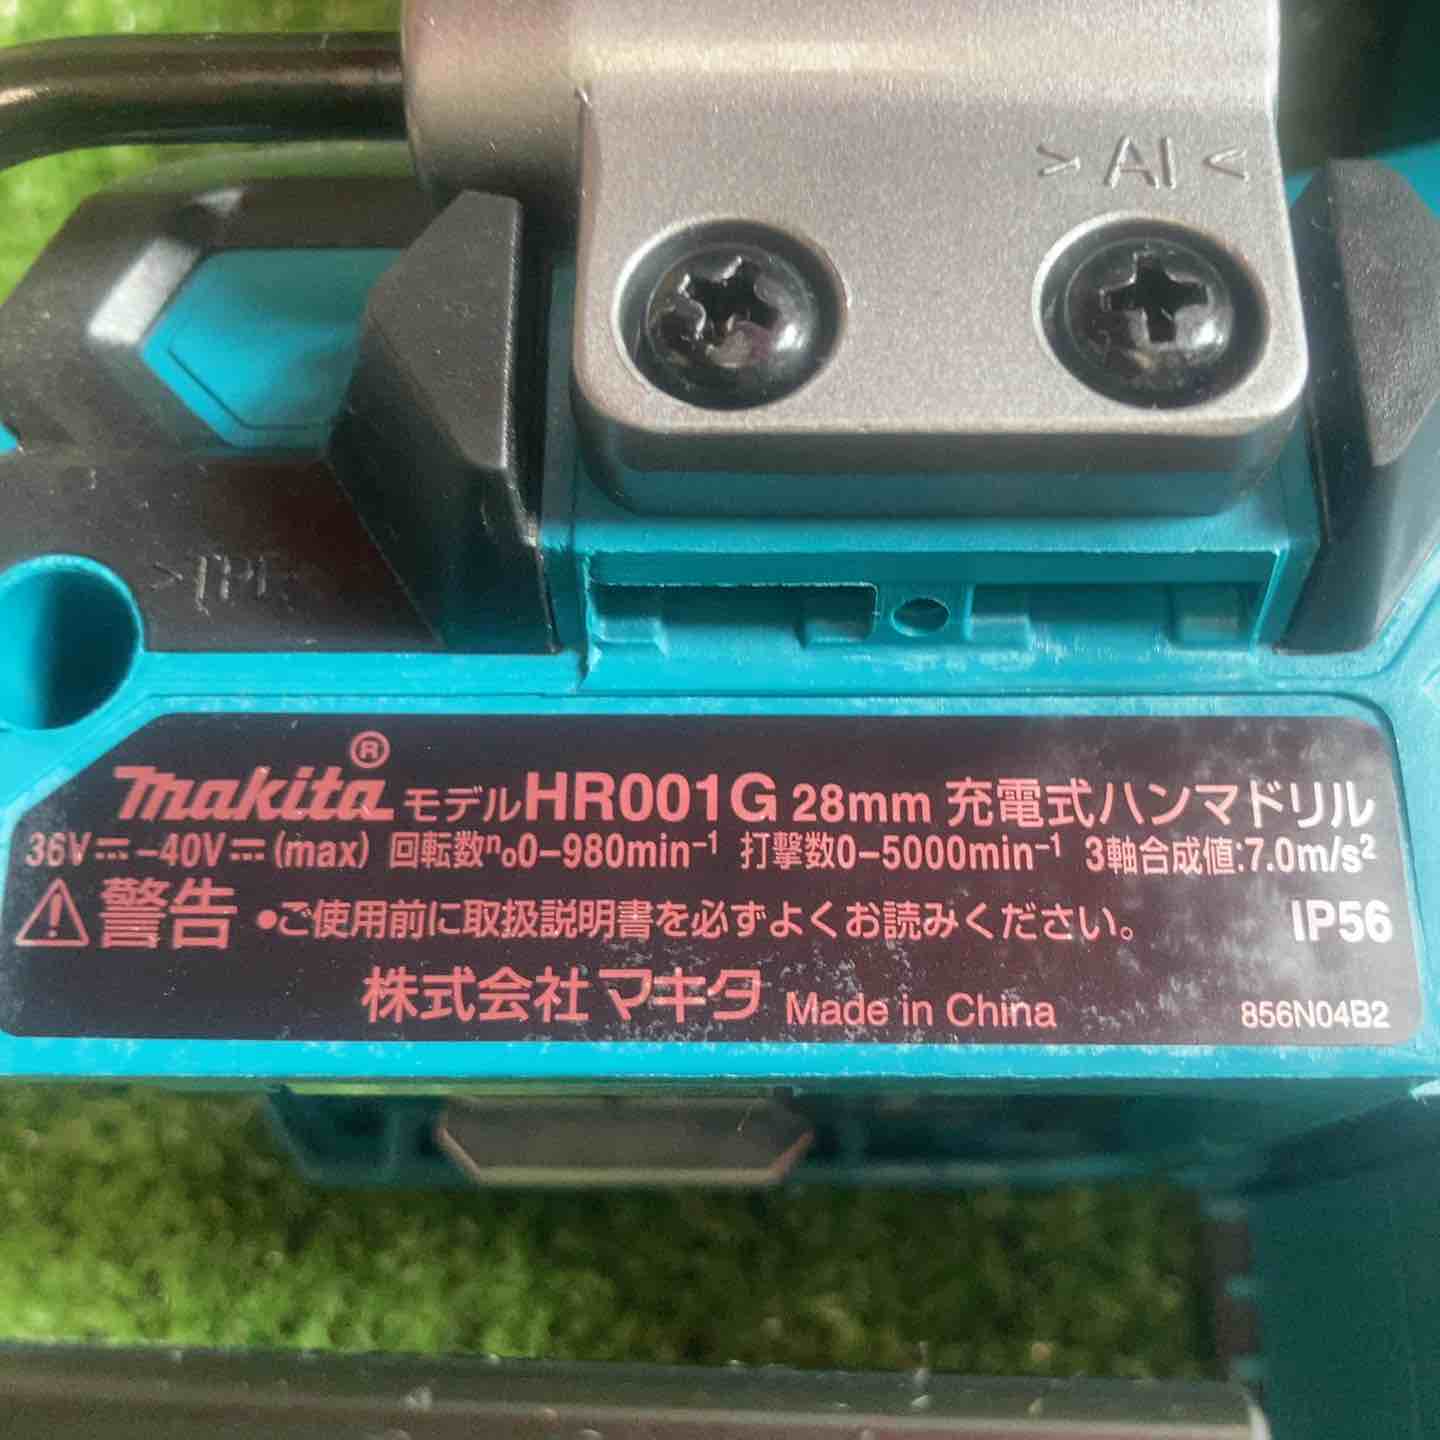 >AI<
>TPE
makita® モデルHR001G 28mm 充電式ハンマドリル
36V⎓-40V⎓(max) 回転数n₀0-980min⁻¹ 打撃数0-5000min⁻¹ 3軸合成値:7.0m/s²
⚠警告 •ご使用前に取扱説明書を必ずよくお読みください。 IP56
株式会社マキタ Made in China 856N04B2